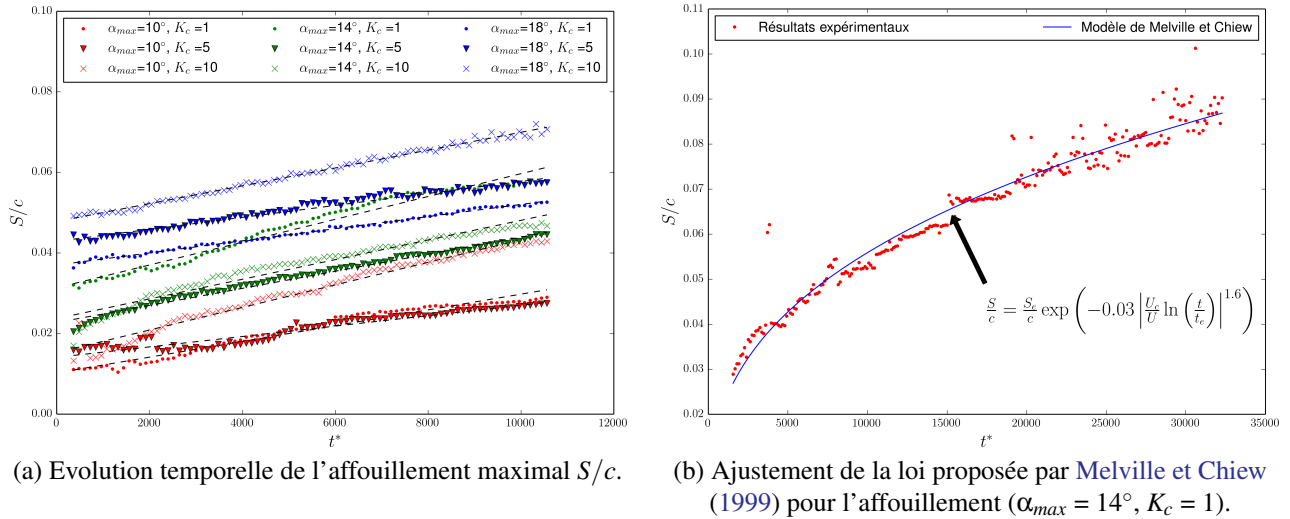 0.10
0.08
0.06
0.04
0.02
0.00
S/c
α_max=10°, K_c =1
α_max=10°, K_c =5
α_max=10°, K_c =10
α_max=14°, K_c =1
α_max=14°, K_c =5
α_max=14°, K_c =10
α_max=18°, K_c =1
α_max=18°, K_c =5
α_max=18°, K_c =10
0 2000 4000 6000 8000 10000 12000
t*
(a) Evolution temporelle de l'affouillement maximal S/c.
0.11
0.10
0.09
0.08
0.07
0.06
0.05
0.04
0.03
0.02
S/c
Résultats expérimentaux
Modèle de Melville et Chiew
S/c = S_e/c exp(−0.03 |U_c/U ln(t/t_e)|^1.6)
0 5000 10000 15000 20000 25000 30000 35000
t*
(b) Ajustement de la loi proposée par Melville et Chiew
(1999) pour l'affouillement (α_max = 14°, K_c = 1).